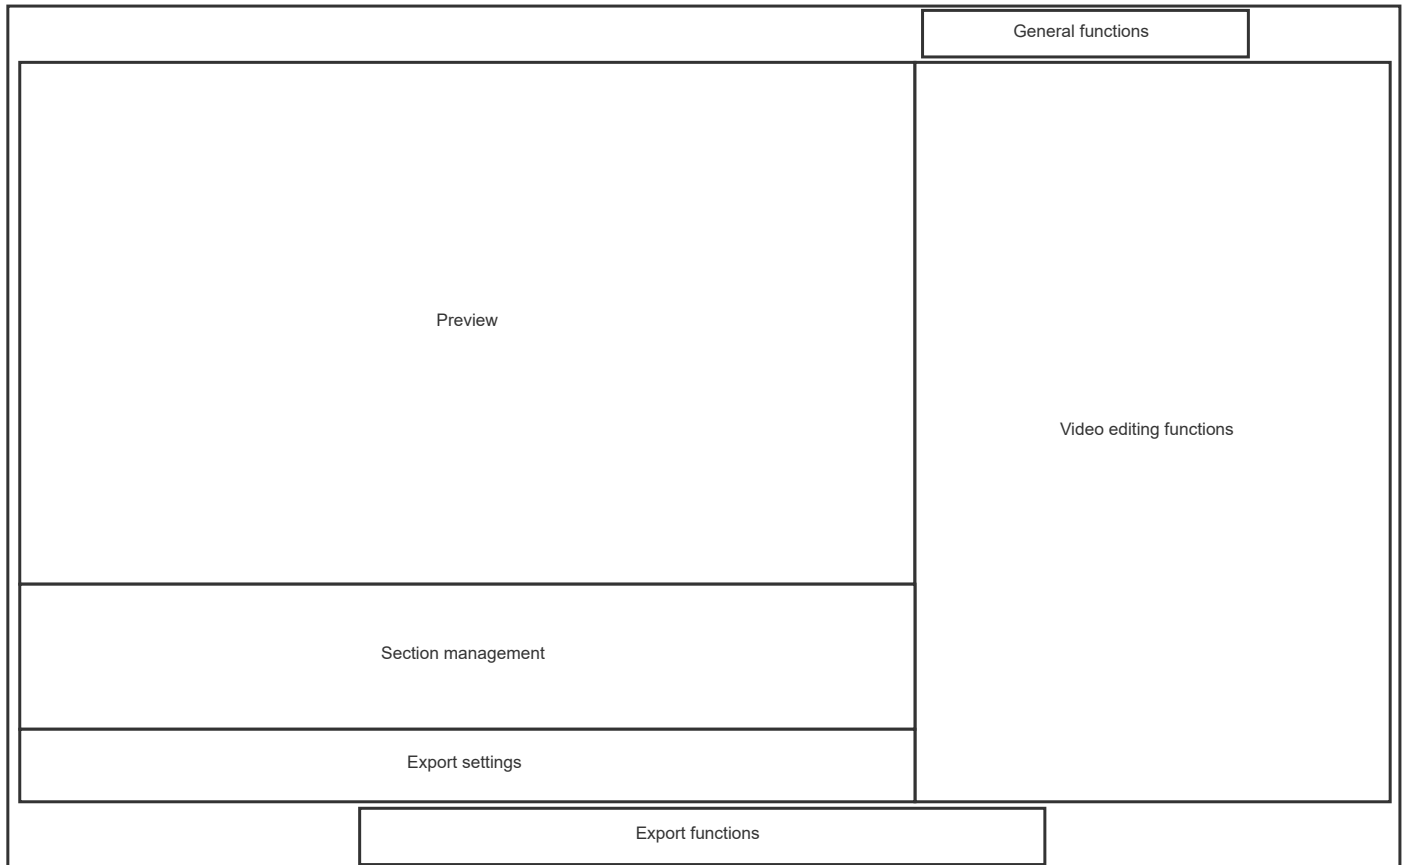 General functions
Preview
Video editing functions
Section management
Export settings
Export functions